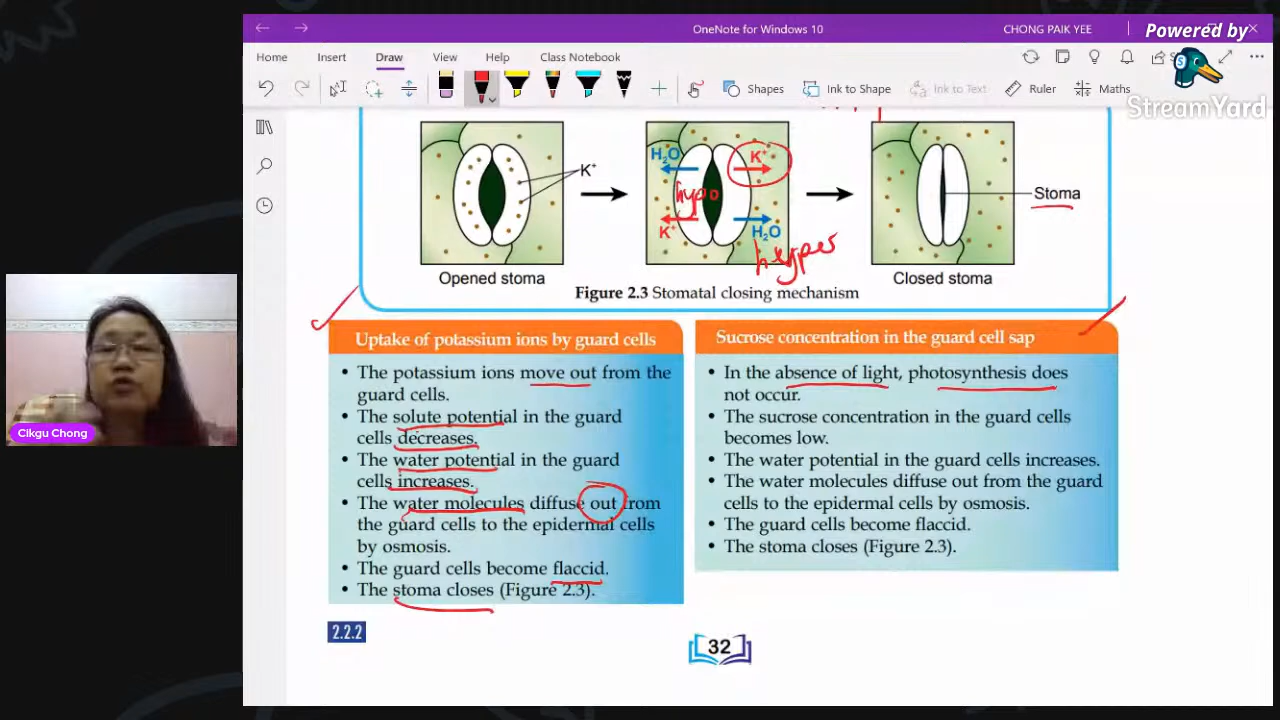 OneNote for Windows 10
CHONG PAIK YEE
Powered by
StreamYard
Home Insert Draw View Help Class Notebook
Shapes Ink to Shape Ink to Text Ruler Maths
K+
H2O K+
hypo
K+ H2O
hyper
Stoma
Opened stoma
Closed stoma
Figure 2.3 Stomatal closing mechanism
Uptake of potassium ions by guard cells
• The potassium ions move out from the
guard cells.
• The solute potential in the guard
cells decreases.
• The water potential in the guard
cells increases.
• The water molecules diffuse out from
the guard cells to the epidermal cells
by osmosis.
• The guard cells become flaccid.
• The stoma closes (Figure 2.3).
Sucrose concentration in the guard cell sap
• In the absence of light, photosynthesis does
not occur.
• The sucrose concentration in the guard cells
becomes low.
• The water potential in the guard cells increases.
• The water molecules diffuse out from the guard
cells to the epidermal cells by osmosis.
• The guard cells become flaccid.
• The stoma closes (Figure 2.3).
2.2.2
32
Cikgu Chong